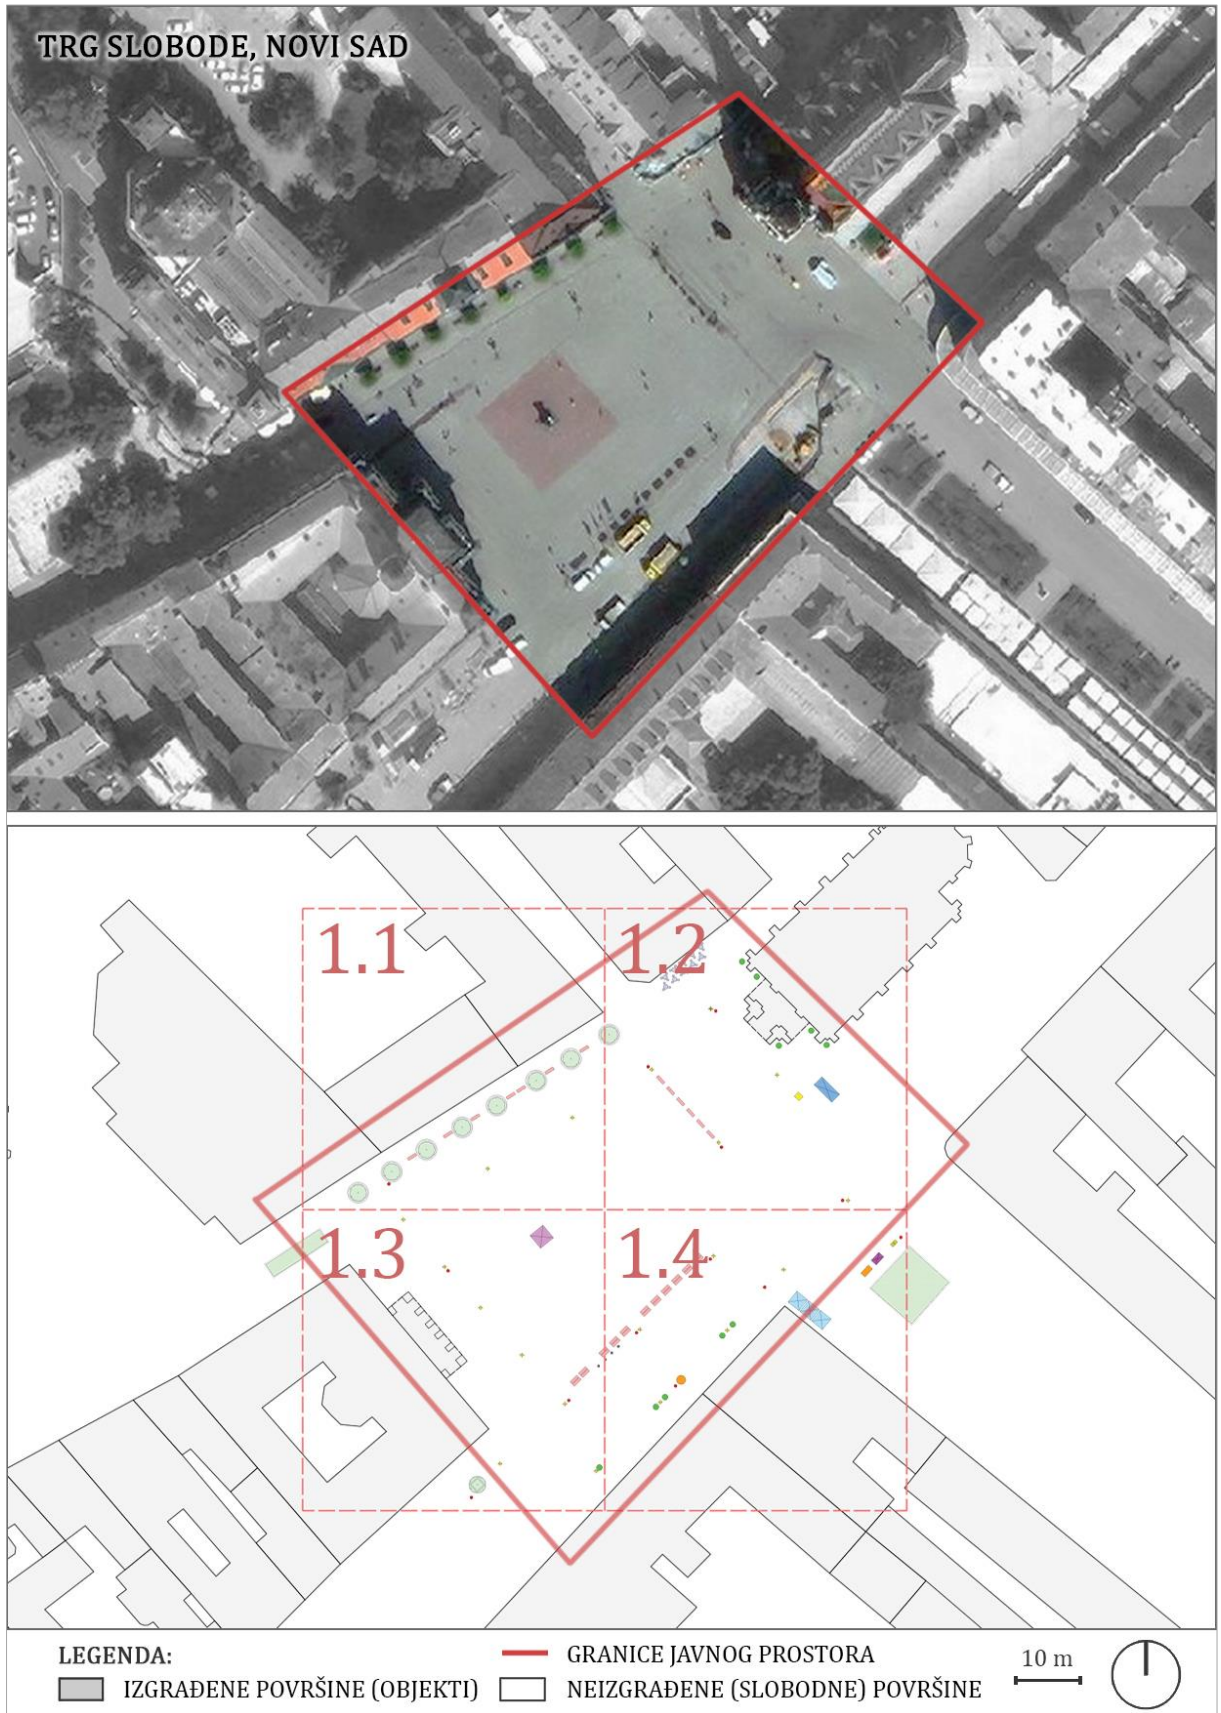 TRG SLOBODE, NOVI SAD
1.1
1.2
1.3
1.4
LEGENDA:
IZGRAĐENE POVRŠINE (OBJEKTI)
GRANICE JAVNOG PROSTORA
NEIZGRAĐENE (SLOBODNE) POVRŠINE
10 m